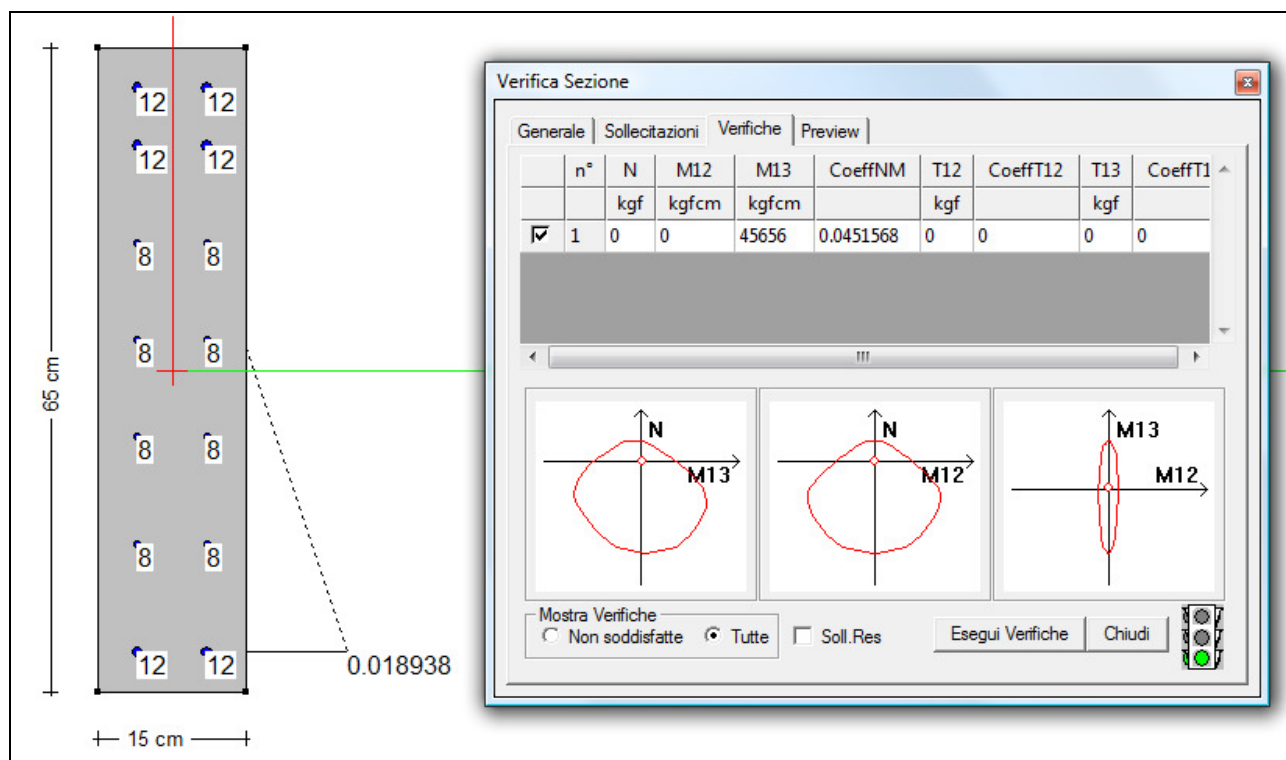 12 12
12 12
8 8
8 8
8 8
8 8
12 12
65 cm
15 cm
0.018938
Verifica Sezione
Generale Sollecitazioni Verifiche Preview
n° N M12 M13 CoeffNM T12 CoeffT12 T13 CoeffT1
kgf kgfcm kgfcm kgf kgf
1 0 0 45656 0.0451568 0 0 0 0
N
M13
N
M12
M13
M12
Mostra Verifiche
Non soddisfatte Tutte
Soll.Res
Esegui Verifiche
Chiudi